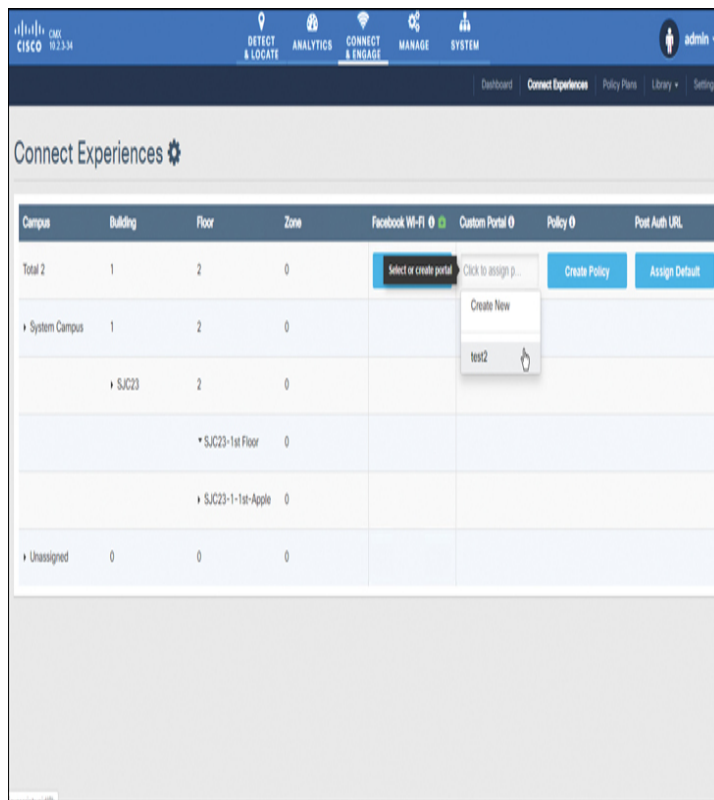 CISCO CMX 10.2.3-34
DETECT & LOCATE
ANALYTICS
CONNECT & ENGAGE
MANAGE
SYSTEM
admin
Dashboard
Connect Experiences
Policy Plans
Library
Setting
Connect Experiences
Campus Building Floor Zone Facebook Wi-Fi Custom Portal Policy Post Auth URL
Total 2 1 2 0 Select or create portal Click to assign p... Create Policy Assign Default
Create New
System Campus 1 2 0
test2
SJC23 2 0
SJC23-1st Floor 0
SJC23-1-1st-Apple 0
Unassigned 0 0 0